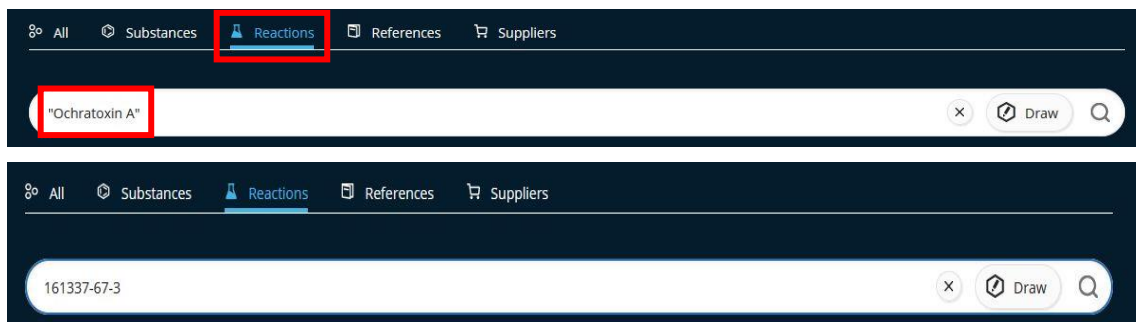 All Substances Reactions References Suppliers
"Ochratoxin A" Draw
All Substances Reactions References Suppliers
161337-67-3 Draw